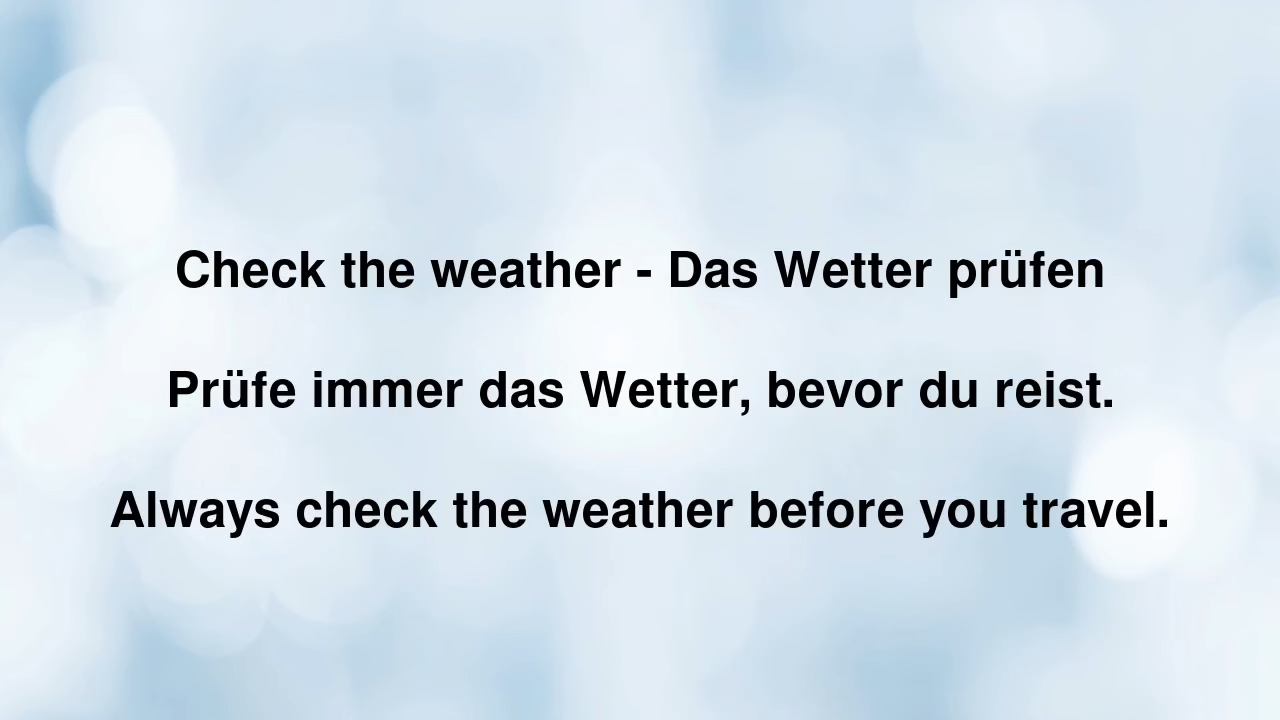 Check the weather - Das Wetter prüfen
Prüfe immer das Wetter, bevor du reist.
Always check the weather before you travel.